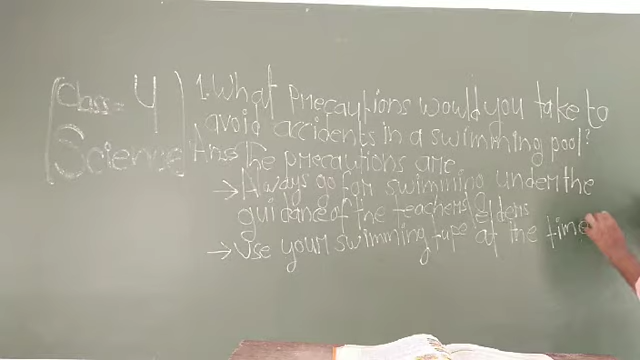 Class = 4
Science
1. What precautions would you take to
avoid accidents in a swimming pool?
Ans The precautions are
→ Always go for swimming under the
guidance of the teachers/elders
→ Use your swimming tube at the time